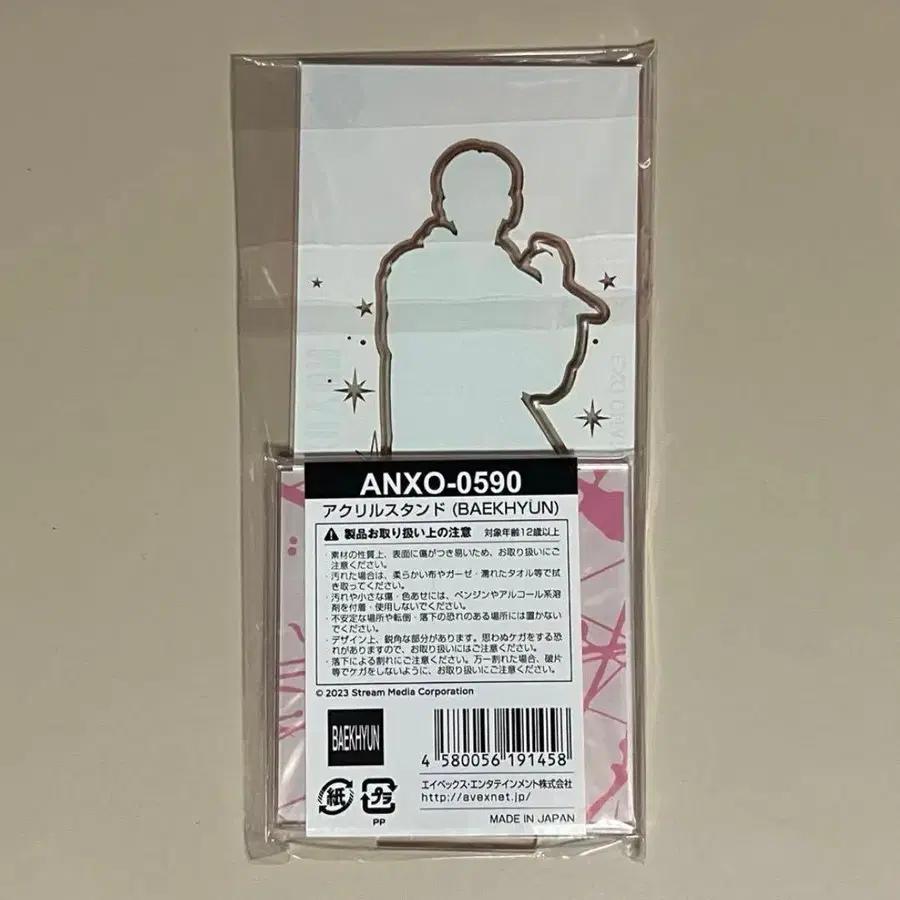 ANXO-0590
アクリルスタンド (BAEKHYUN)
製品お取り扱い上の注意 対象年齢12歳以上
・素材の性質上、表面に傷がつき易いため、お取り扱いにご
注意ください。
・汚れた場合は、柔らかい布やガーゼ・濡れたタオル等で拭
き取ってください。
・汚れや小さな傷・色あせには、ベンジンやアルコール系溶
剤を付着・使用しないでください。
・不安定な場所や転倒・落下の恐れのある場所には置かない
でください。
・デザイン上、鋭角な部分があります。思わぬケガをする恐
れがありますので、お取り扱いにはご注意ください。
・落下による割れにご注意ください。万一割れた場合、破片
等でケガをしないように、お取り扱いにご注意ください。
© 2023 Stream Media Corporation
BAEKHYUN
4 580056 191458
エイベックス・エンタテインメント株式会社
http://avexnet.jp/
紙
プラ
PP
MADE IN JAPAN